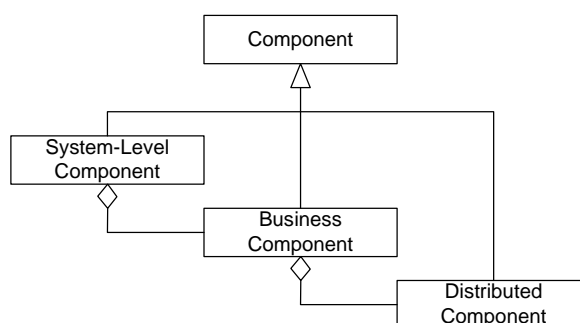 Component
System-Level
Component
Business
Component
Distributed
Component